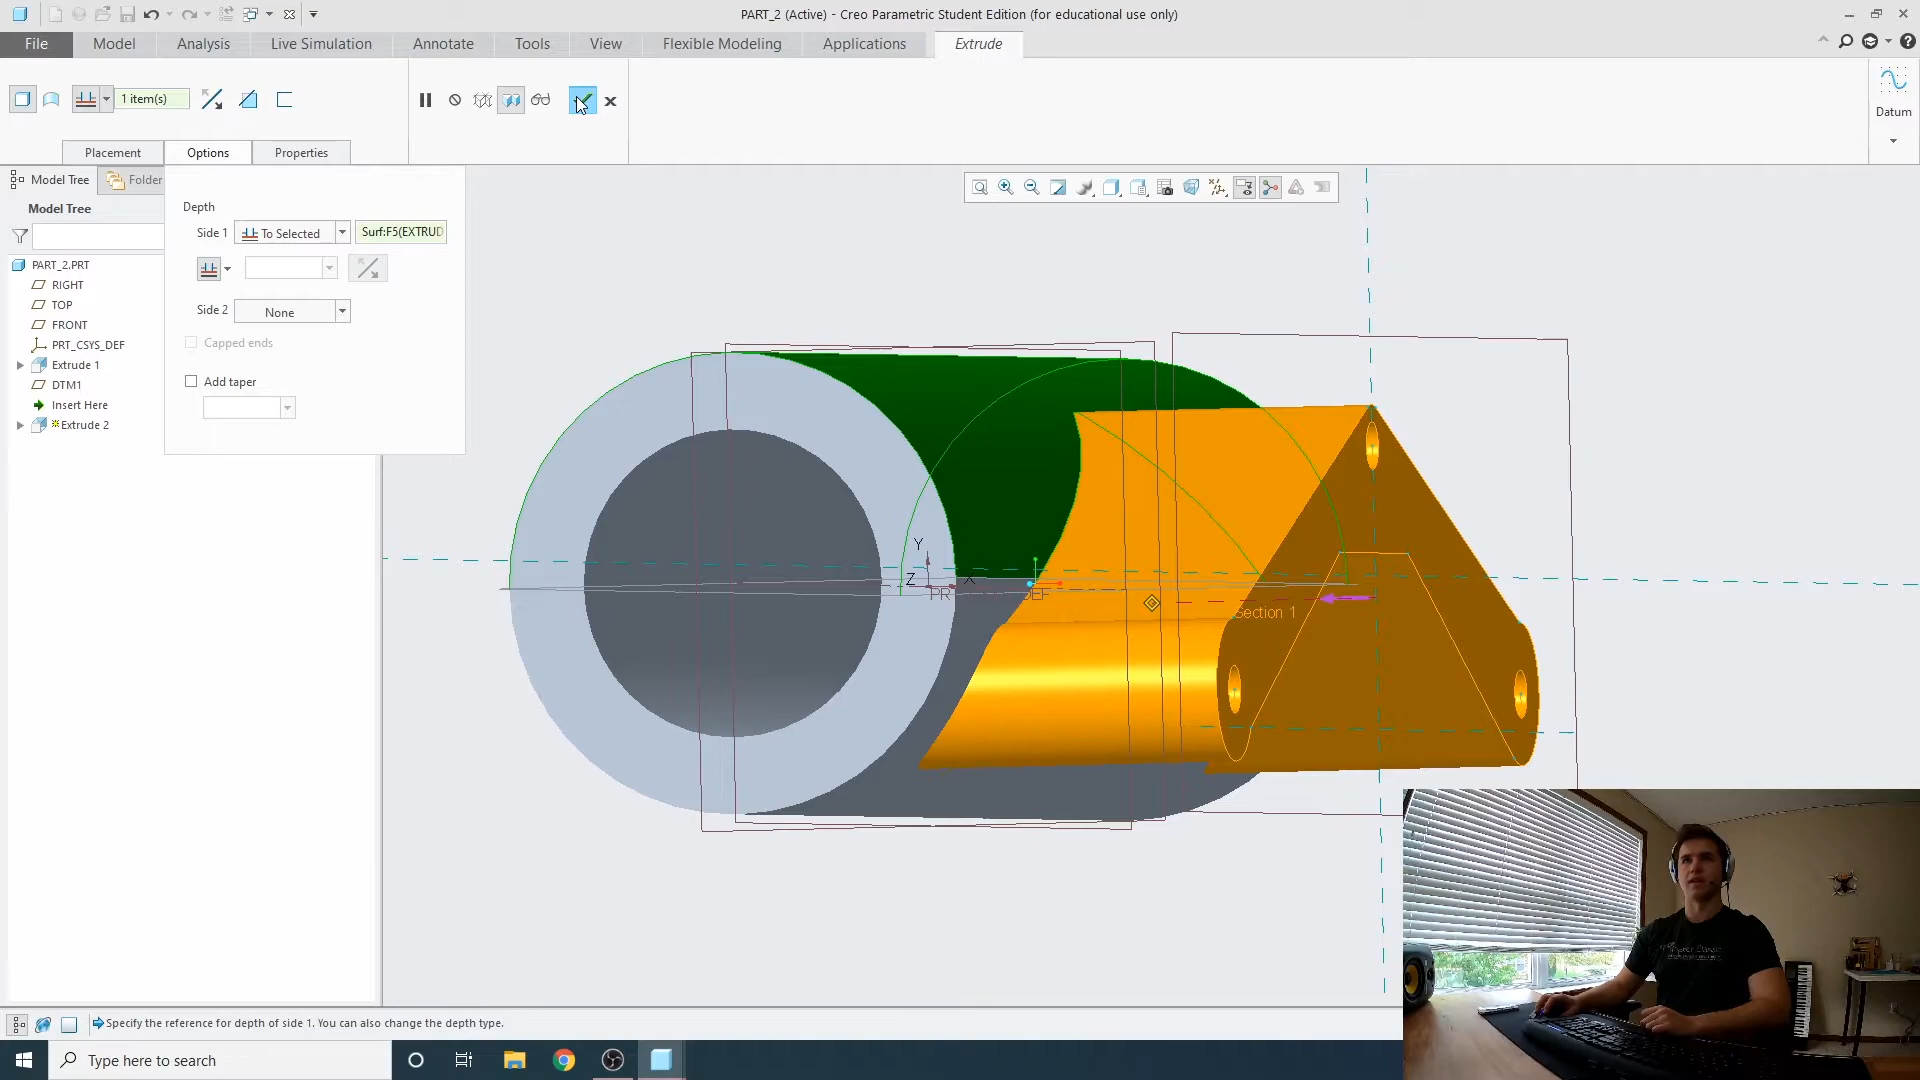 PART_2 (Active) - Creo Parametric Student Edition (for educational use only)
File Model Analysis Live Simulation Annotate Tools View Flexible Modeling Applications Extrude
1 item(s)
Datum
Placement Options Properties
Model Tree Folder
Model Tree
Depth
Side 1 To Selected Surf:F5(EXTRUD
Side 2 None
Capped ends
Add taper
PART_2.PRT
RIGHT
TOP
FRONT
PRT_CSYS_DEF
Extrude 1
DTM1
Insert Here
Extrude 2
Y
Z X
PR DEF
Section 1
Specify the reference for depth of side 1. You can also change the depth type.
Type here to search